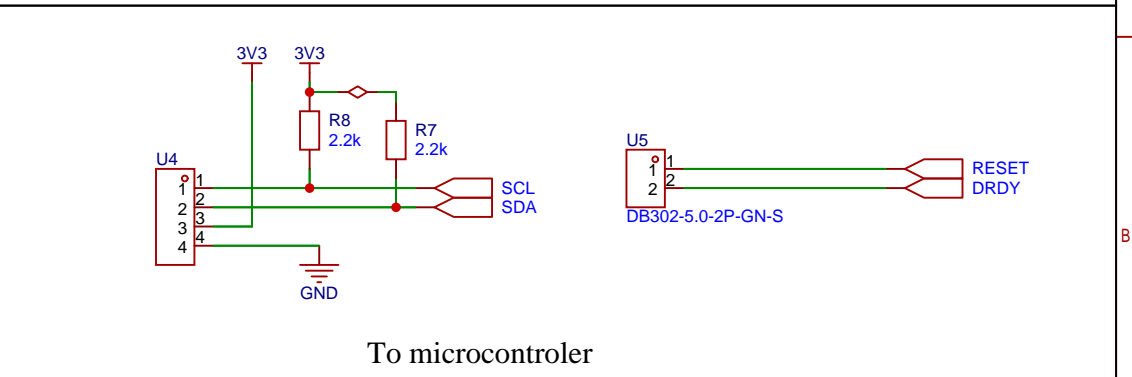 3V3 3V3
R8
2.2k
R7
2.2k
U4
1 1
2 2
3 3
4 4
SCL
SDA
GND
U5
1 1
2 2
DB302-5.0-2P-GN-S
RESET
DRDY
B
To microcontroler